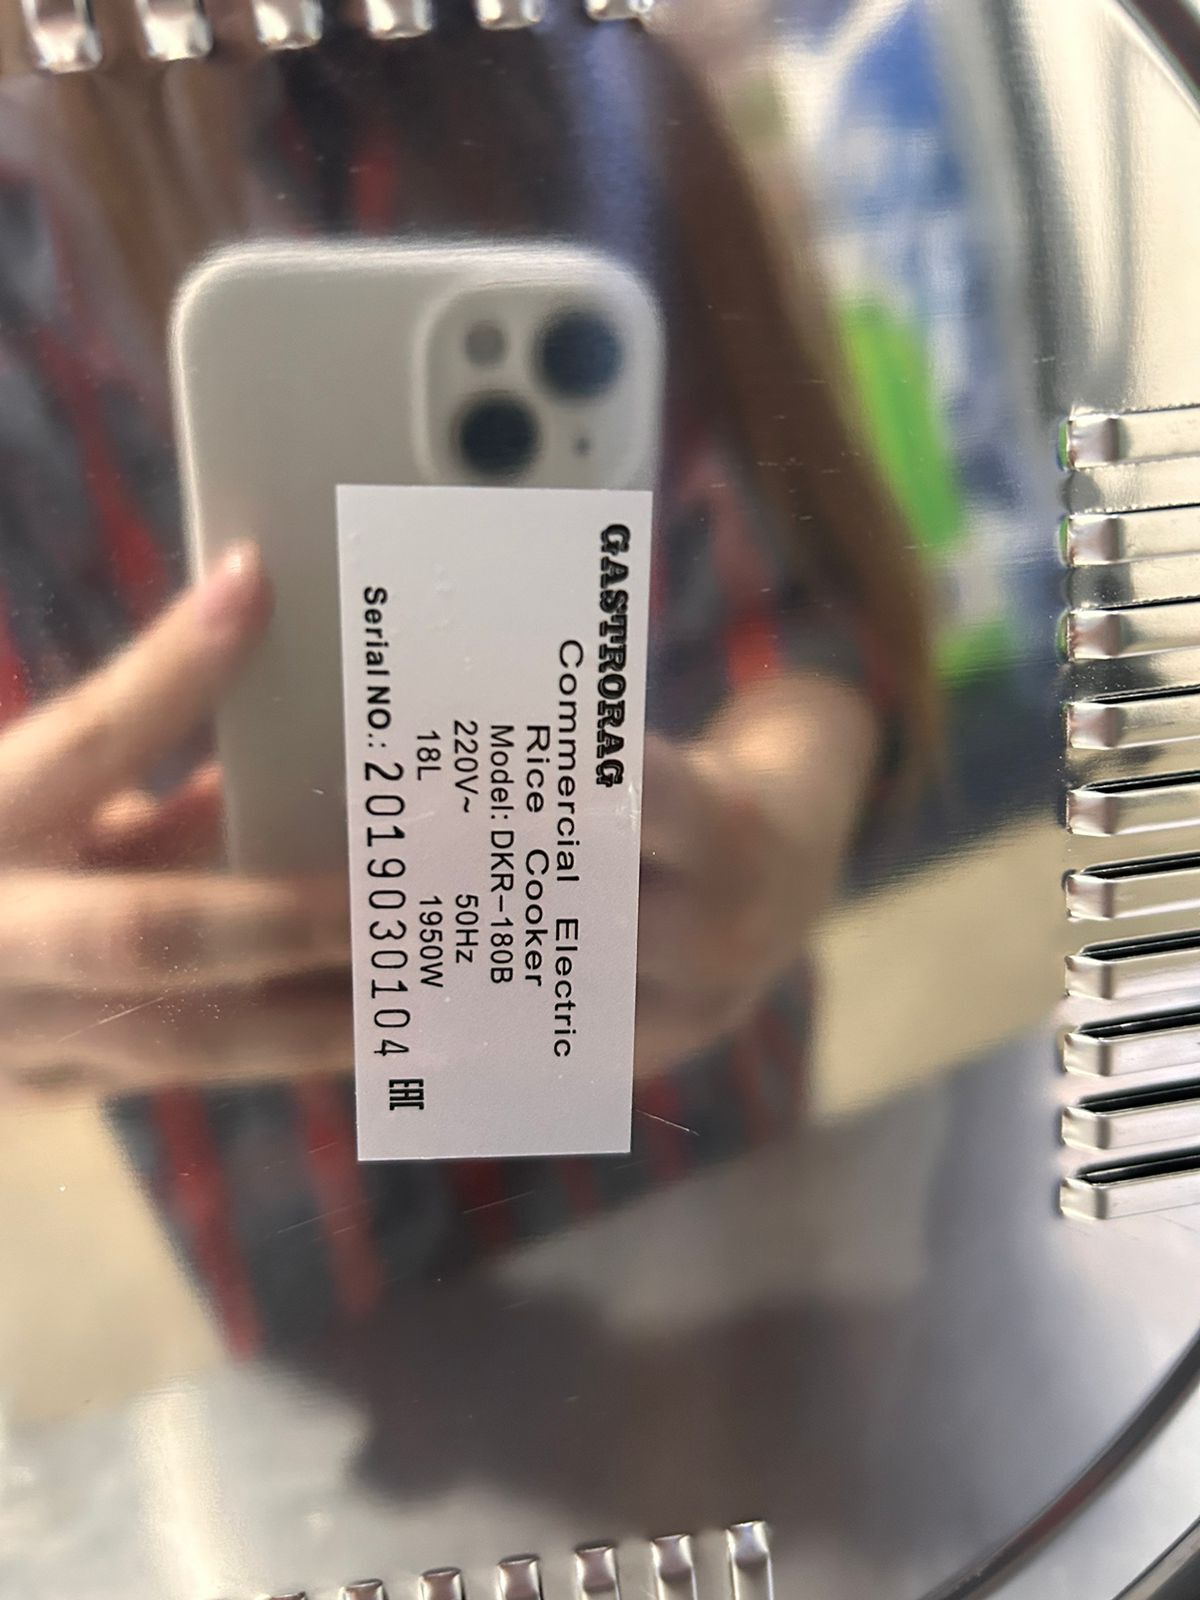 GASTRORAG
Commercial Electric
Rice Cooker
Model: DKR-180B
220V~ 50Hz
18L 1950W
Serial NO.: 2019030104
EAC